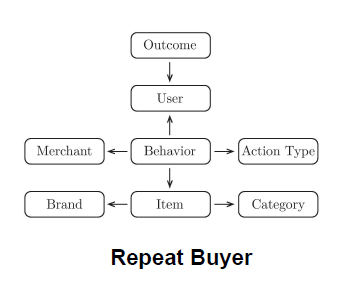 Outcome
User
Merchant Behavior Action Type
Brand Item Category
Repeat Buyer